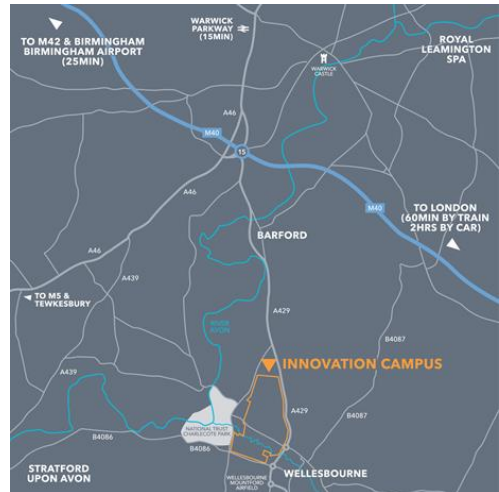 WARWICK
PARKWAY
(15MIN)
TO M42 & BIRMINGHAM
BIRMINGHAM AIRPORT
(25MIN)
ROYAL
LEAMINGTON
SPA
WARWICK
CASTLE
A46
M40
15
A46
M40
TO LONDON
(60MIN BY TRAIN
2HRS BY CAR)
BARFORD
A46
A439
TO M5 &
TEWKESBURY
A429
RIVER
AVON
B4087
INNOVATION CAMPUS
A439
A429
B4087
NATIONAL TRUST
CHARLECOTE PARK
B4086
B4086
STRATFORD
UPON AVON
WELLESBOURNE
WELLESBOURNE
MOUNTFORD
AIRFIELD